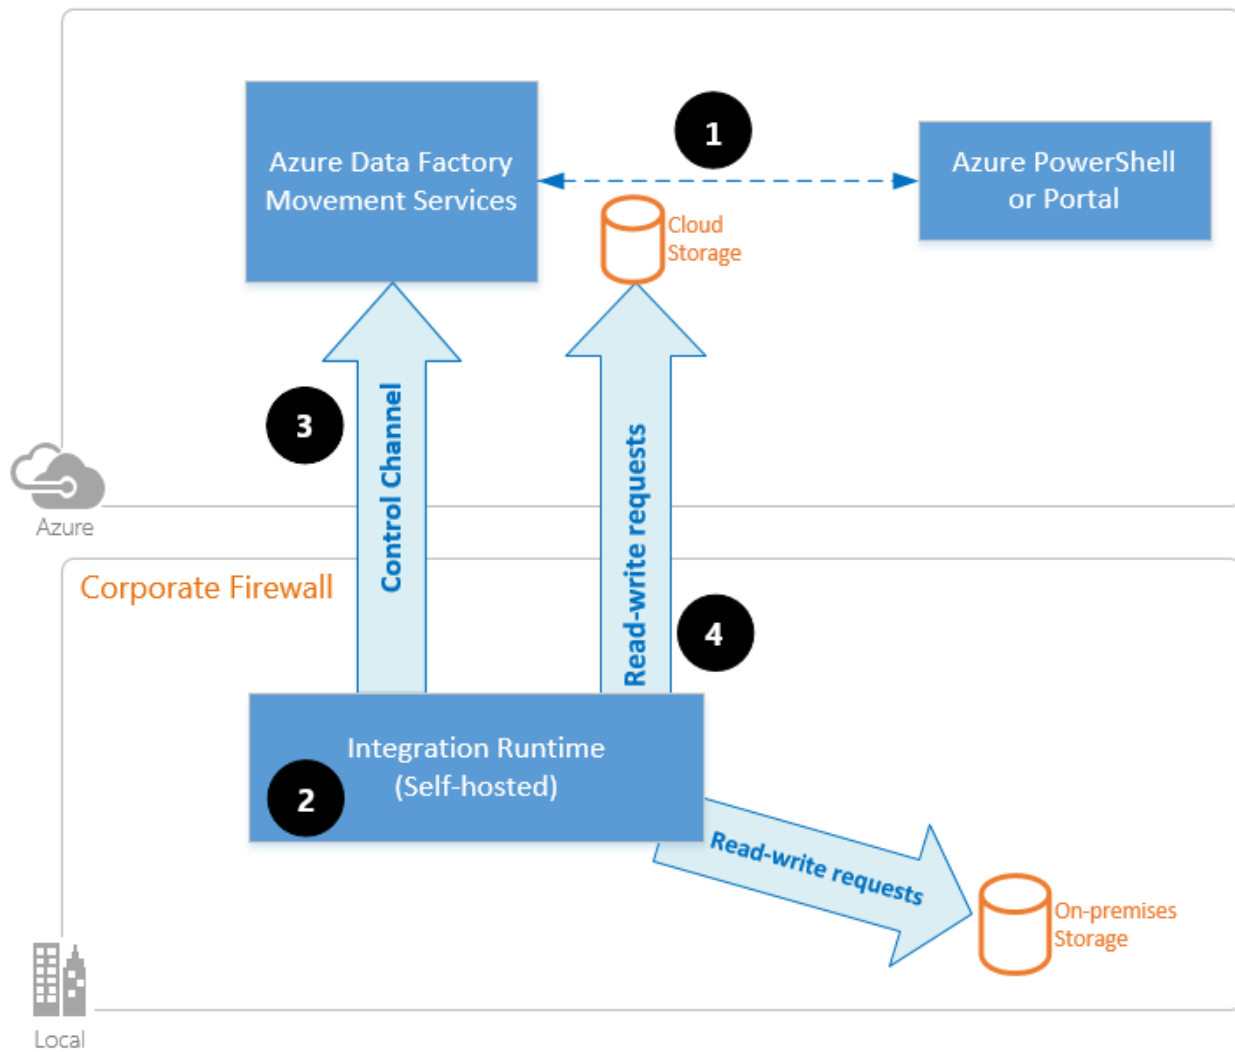 1
Azure Data Factory
Movement Services
Azure PowerShell
or Portal
Cloud
Storage
3
Control Channel
Read-write requests
Azure
Corporate Firewall
4
Integration Runtime
(Self-hosted)
2
Read-write requests
On-premises
Storage
Local